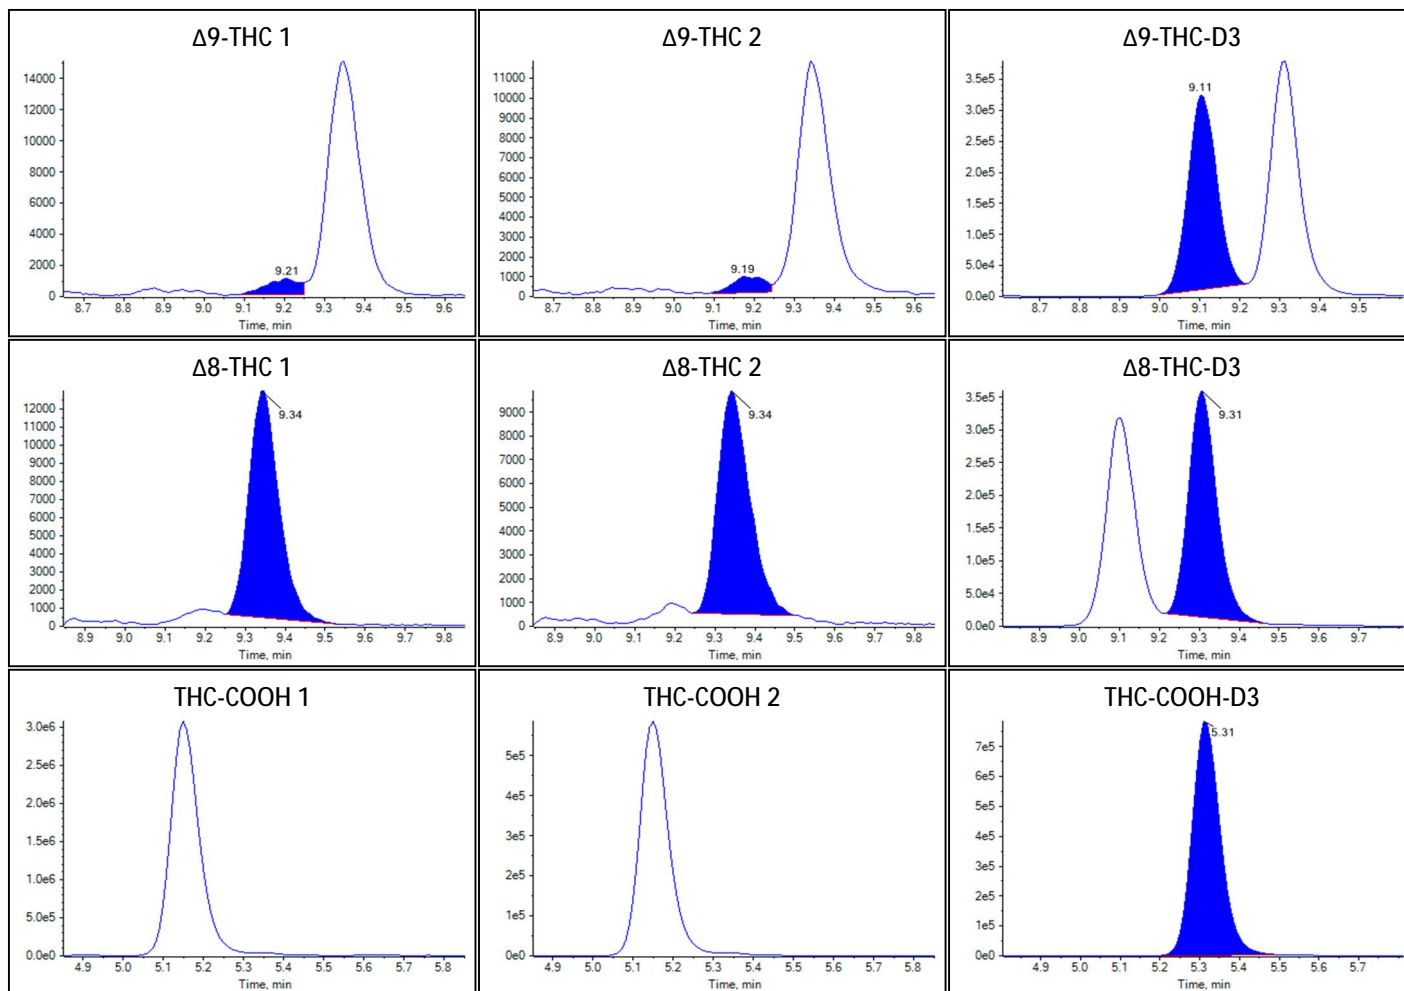 Δ9-THC 1
14000
12000
10000
8000
6000
4000
2000
0
9.21
8.7 8.8 8.9 9.0 9.1 9.2 9.3 9.4 9.5 9.6
Time, min
Δ9-THC 2
11000
10000
9000
8000
7000
6000
5000
4000
3000
2000
1000
0
9.19
8.7 8.8 8.9 9.0 9.1 9.2 9.3 9.4 9.5 9.6
Time, min
Δ9-THC-D3
3.5e5
3.0e5
2.5e5
2.0e5
1.5e5
1.0e5
5.0e4
0.0e0
9.11
8.7 8.8 8.9 9.0 9.1 9.2 9.3 9.4 9.5
Time, min
Δ8-THC 1
12000
11000
10000
9000
8000
7000
6000
5000
4000
3000
2000
1000
0
9.34
8.9 9.0 9.1 9.2 9.3 9.4 9.5 9.6 9.7 9.8
Time, min
Δ8-THC 2
9000
8000
7000
6000
5000
4000
3000
2000
1000
0
9.34
8.9 9.0 9.1 9.2 9.3 9.4 9.5 9.6 9.7 9.8
Time, min
Δ8-THC-D3
3.5e5
3.0e5
2.5e5
2.0e5
1.5e5
1.0e5
5.0e4
0.0e0
9.31
8.9 9.0 9.1 9.2 9.3 9.4 9.5 9.6 9.7
Time, min
THC-COOH 1
3.0e6
2.5e6
2.0e6
1.5e6
1.0e6
5.0e5
0.0e0
4.9 5.0 5.1 5.2 5.3 5.4 5.5 5.6 5.7 5.8
Time, min
THC-COOH 2
5e5
4e5
3e5
2e5
1e5
0e0
4.9 5.0 5.1 5.2 5.3 5.4 5.5 5.6 5.7 5.8
Time, min
THC-COOH-D3
7e5
6e5
5e5
4e5
3e5
2e5
1e5
0e0
5.31
4.9 5.0 5.1 5.2 5.3 5.4 5.5 5.6 5.7
Time, min